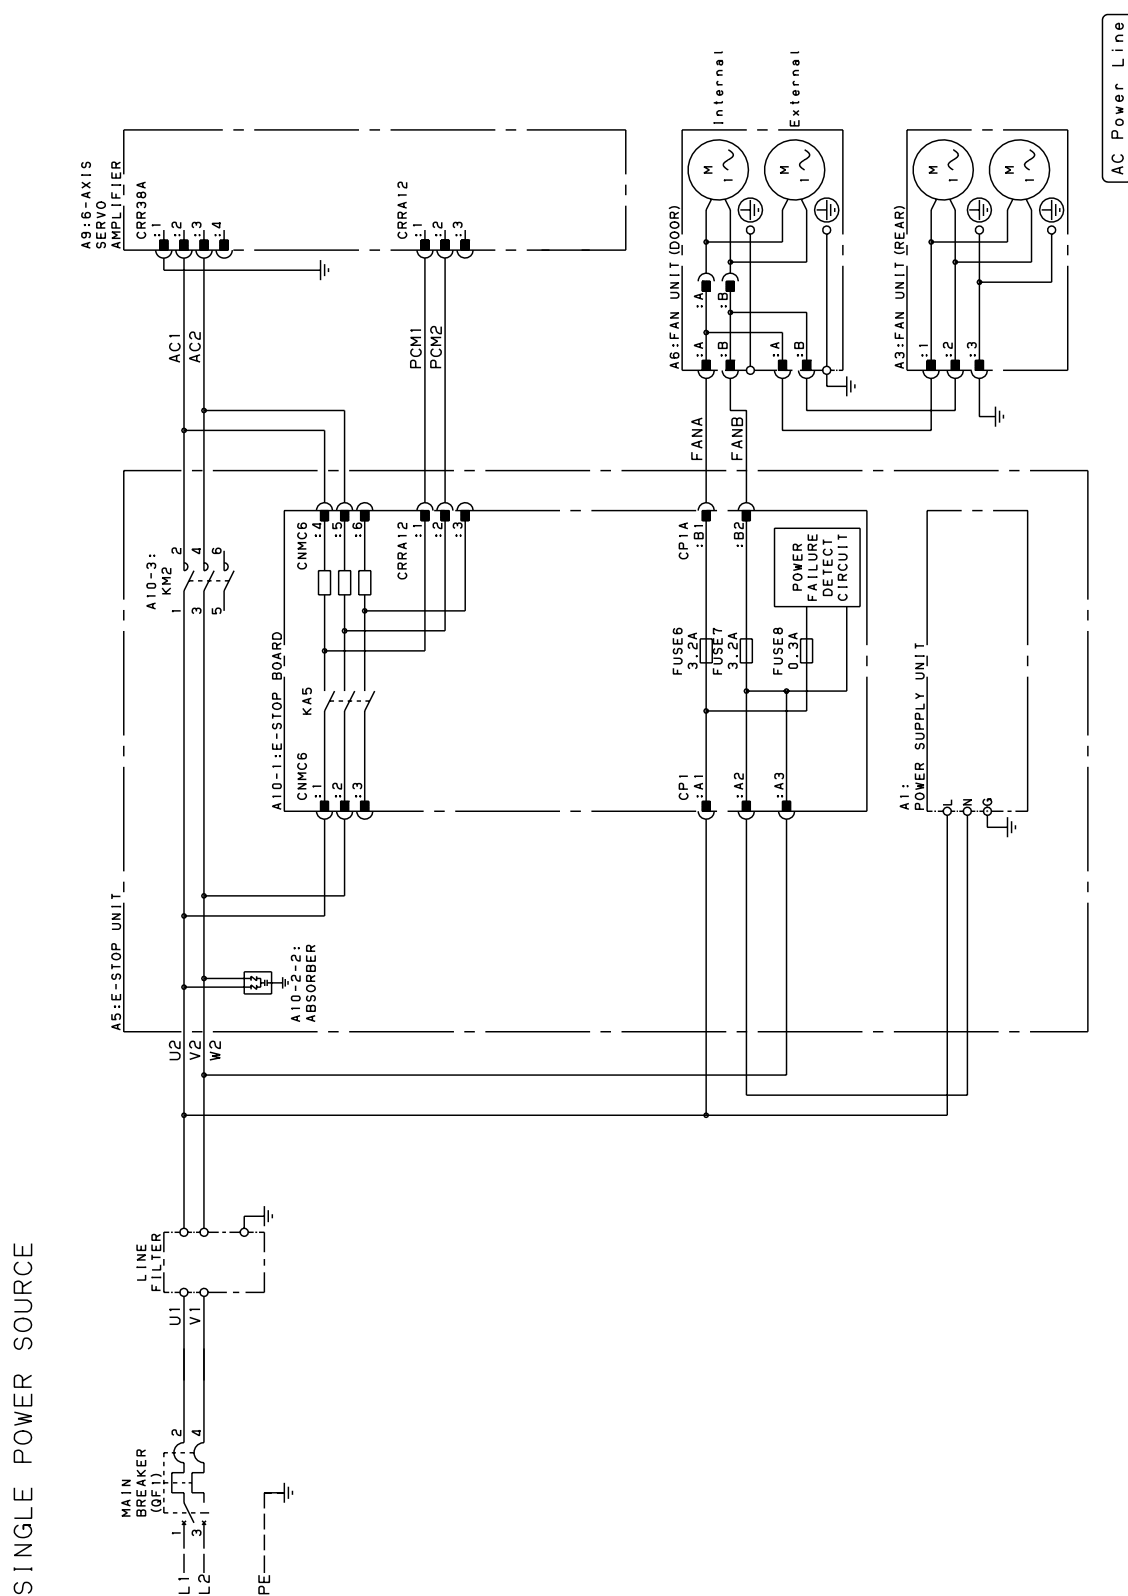 SINGLE POWER SOURCE
AC Power Line
L1
L2
PE
1
3
MAIN
BREAKER
(QF1)
2
4
U1
V1
LINE
FILTER
U2
V2
W2
A5:E-STOP UNIT
A10-2-2:
ABSORBER
Z Z
A10-3:
KM2
1
3
5
2
4
6
AC1
AC2
A9:6-AXIS
SERVO
AMPLIFIER
CRR38A
:1
:2
:3
:4
CRRA12
:1
:2
:3
PCM1
PCM2
A10-1:E-STOP BOARD
CNMC6
:1
:2
:3
KA5
CNMC6
:4
:5
:6
CRRA12
:1
:2
:3
CP1
:A1
:A2
:A3
FUSE6
3.2A
FUSE7
3.2A
FUSE8
0.3A
POWER
FAILURE
DETECT
CIRCUIT
CP1A
:B1
:B2
FANA
FANB
A1:
POWER SUPPLY UNIT
L
N
G
A6:FAN UNIT(DOOR)
:A
:B
:A
:B
:A
:B
M
1
M
1
Internal
External
A3:FAN UNIT(REAR)
:1
:2
:3
M
1
M
1